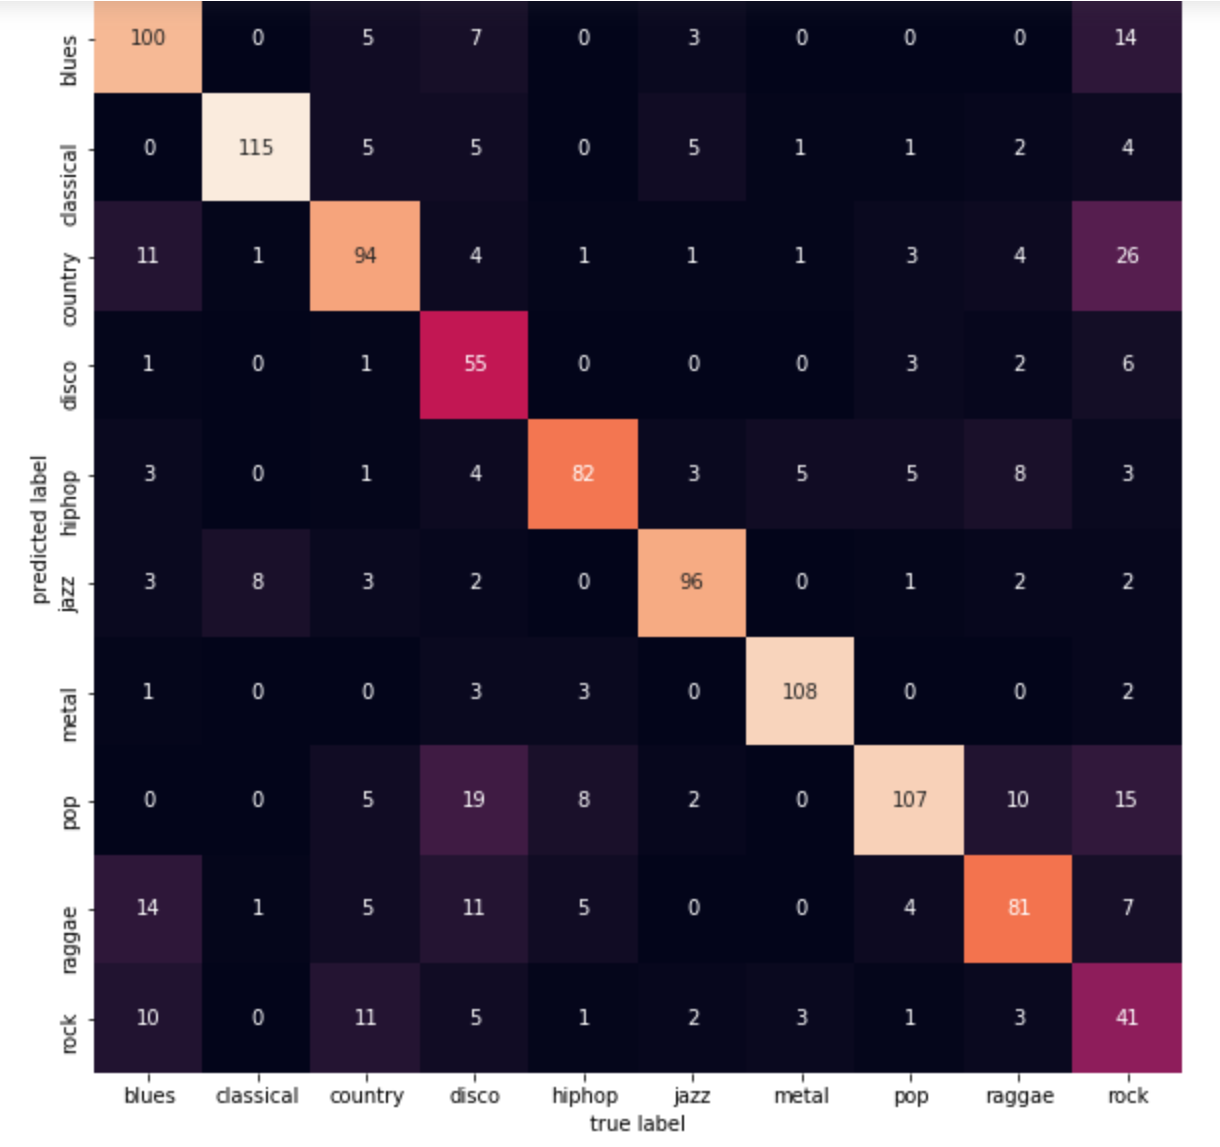 blues 100 0 5 7 0 3 0 0 0 14
classical 0 115 5 5 0 5 1 1 2 4
country 11 1 94 4 1 1 1 3 4 26
disco 1 0 1 55 0 0 0 3 2 6
hiphop 3 0 1 4 82 3 5 5 8 3
predicted label
jazz 3 8 3 2 0 96 0 1 2 2
metal 1 0 0 3 3 0 108 0 0 2
pop 0 0 5 19 8 2 0 107 10 15
raggae 14 1 5 11 5 0 0 4 81 7
rock 10 0 11 5 1 2 3 1 3 41
blues classical country disco hiphop jazz metal pop raggae rock
true label